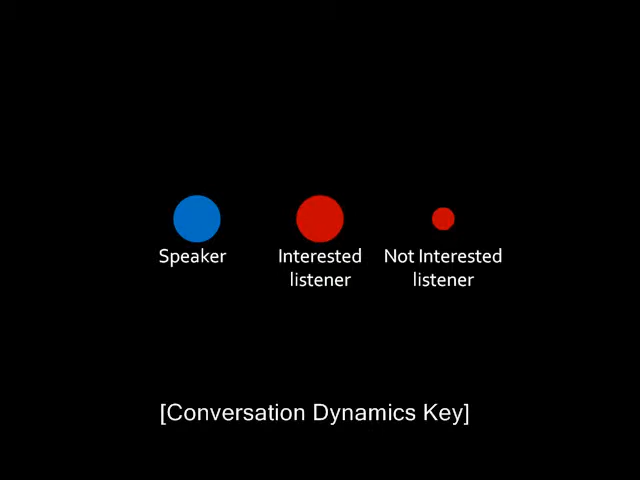 Speaker
Interested
listener
Not Interested
listener
[Conversation Dynamics Key]